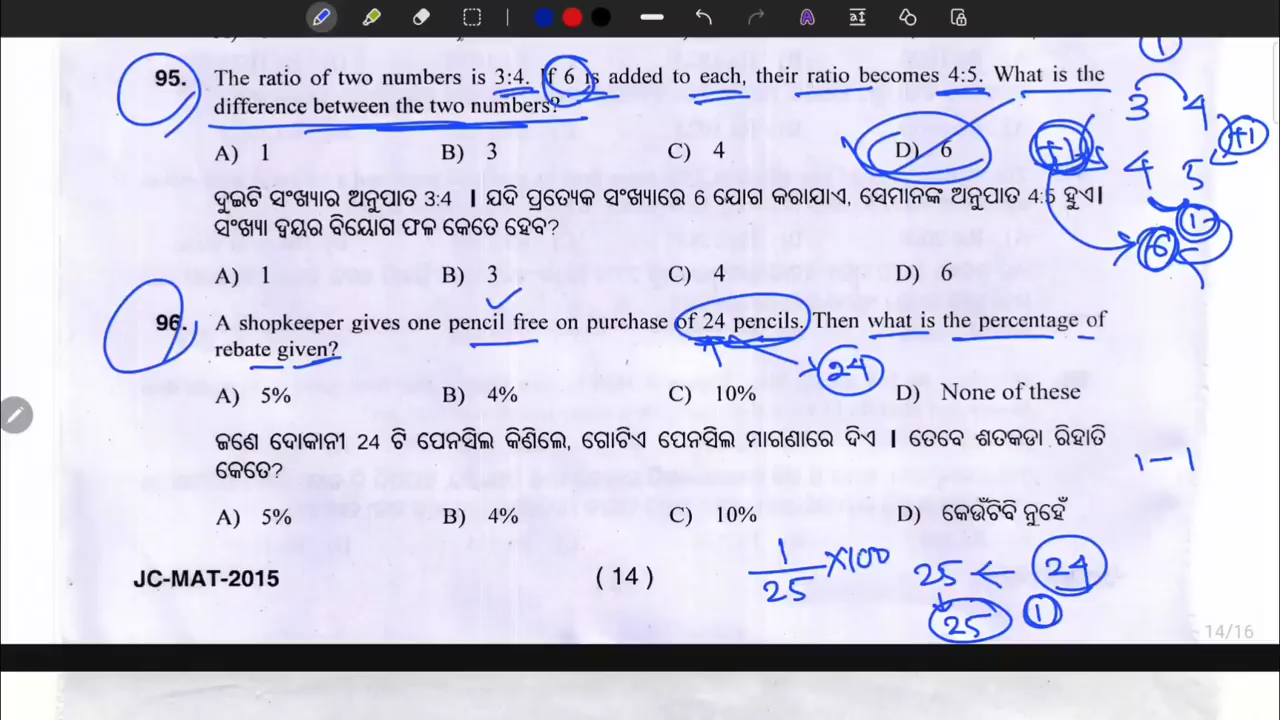 95. The ratio of two numbers is 3:4. If 6 is added to each, their ratio becomes 4:5. What is the
difference between the two numbers?
A) 1 B) 3 C) 4 D) 6
ଦୁଇଟି ସଂଖ୍ୟାର ଅନୁପାତ 3:4 । ଯଦି ପ୍ରତ୍ୟେକ ସଂଖ୍ୟାରେ 6 ଯୋଗ କରାଯାଏ, ସେମାନଙ୍କ ଅନୁପାତ 4:5 ହୁଏ।
ସଂଖ୍ୟା ଦ୍ୱୟର ବିୟୋଗ ଫଳ କେତେ ହେବ?
A) 1 B) 3 C) 4 D) 6
96. A shopkeeper gives one pencil free on purchase of 24 pencils. Then what is the percentage of
rebate given?
24
A) 5% B) 4% C) 10% D) None of these
ଜଣେ ଦୋକାନୀ 24 ଟି ପେନସିଲ କିଣିଲେ, ଗୋଟିଏ ପେନସିଲ ମାଗଣାରେ ଦିଏ । ତେବେ ଶତକଡା ରିହାତି
କେତେ?
A) 5% B) 4% C) 10% D) କେଉଁଟିବି ନୁହେଁ
JC-MAT-2015 ( 14 )
1
3 4
+1 +1
4 5
1
6
1 - 1
1/25 ×100
25 ← 24
25 1
14/16